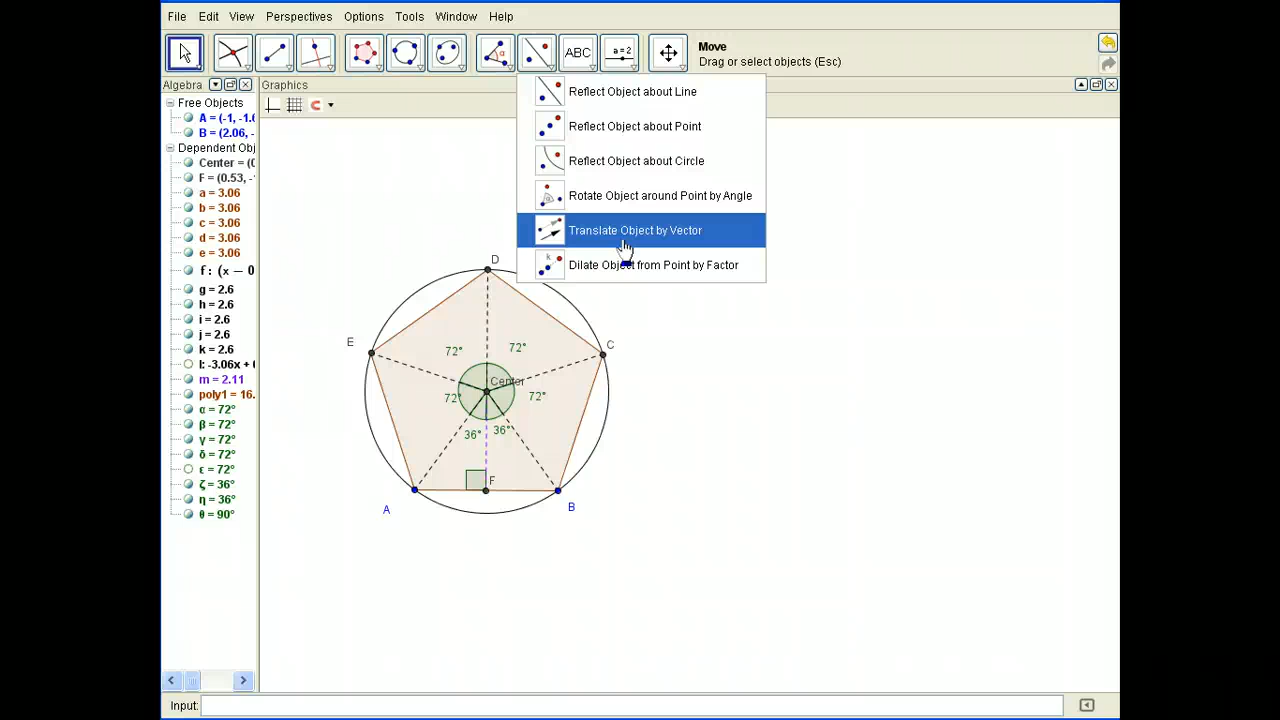 File Edit View Perspectives Options Tools Window Help
ABC a=2 Move
Drag or select objects (Esc)
Algebra Graphics
Reflect Object about Line
Reflect Object about Point
Reflect Object about Circle
Rotate Object around Point by Angle
Translate Object by Vector
Dilate Object from Point by Factor
Free Objects
A = (-1, -1.6
B = (2.06, -
Dependent Obj
Center = (0
F = (0.53, -
a = 3.06
b = 3.06
c = 3.06
d = 3.06
e = 3.06
f: (x – 0
g = 2.6
h = 2.6
i = 2.6
j = 2.6
k = 2.6
l: -3.06x +
m = 2.11
poly1 = 16.
α = 72°
β = 72°
γ = 72°
δ = 72°
ε = 72°
ζ = 36°
η = 36°
θ = 90°
D
E
C
72° 72°
Center
72° 72°
36° 36°
F
A B
Input: